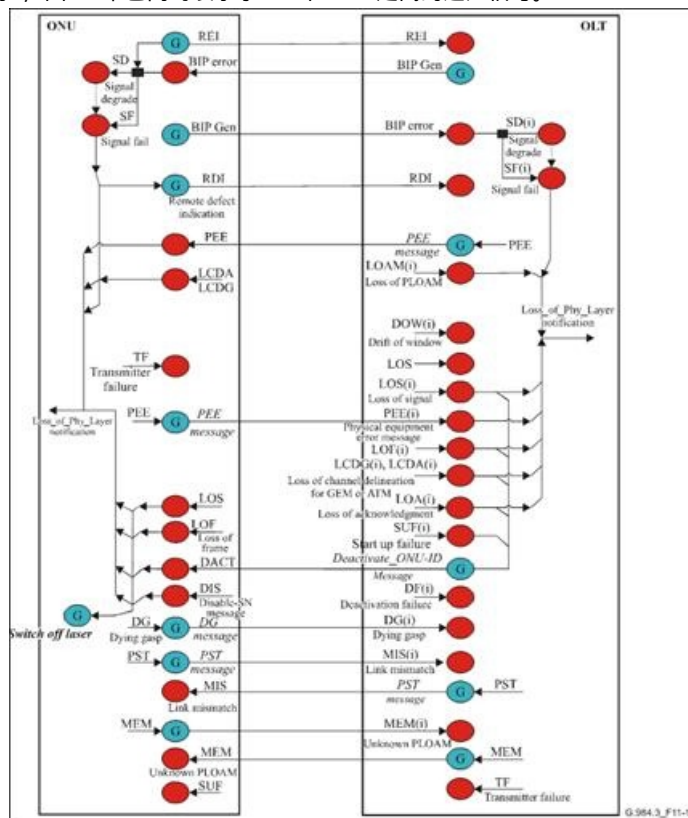 ONU
OLT
G
REI
REI
SD
BIP error
BIP Gen
G
Signal
degrade
SF
Signal fail
G
BIP Gen
BIP error
SD(i)
Signal
degrade
SF(i)
Signal fail
G
RDI
RDI
Remote defect
indication
PEE
PEE
message
G
PEE
LCDA
LCDG
LOAM(i)
Loss of PLOAM
Loss_of_Phy_Layer
notification
DOW(i)
Drift of window
TF
Transmitter
failure
LOS
LOS(i)
Loss of signal
Loss_of_Phy_Layer
notification
PEE
G
PEE
message
PEE(i)
Physical equipment
error message
LOF(i)
LCDG(i), LCDA(i)
Loss of channel delineation
for GEM or ATM
LOS
LOA(i)
Loss of acknowledgment
LOF
Loss of
frame
SUF(i)
Start up failure
DACT
Deactivate_ONU-ID
Message
G
DIS
Disable-SN
message
DF(i)
Deactivation failure
G
Switch off laser
DG
Dying gasp
G
DG
message
DG(i)
Dying gasp
PST
G
PST
message
MIS(i)
Link mismatch
MIS
Link mismatch
PST
message
G
PST
MEM
G
MEM(i)
Unknown PLOAM
MEM
Unknown PLOAM
G
MEM
SUF
TF
Transmitter failure